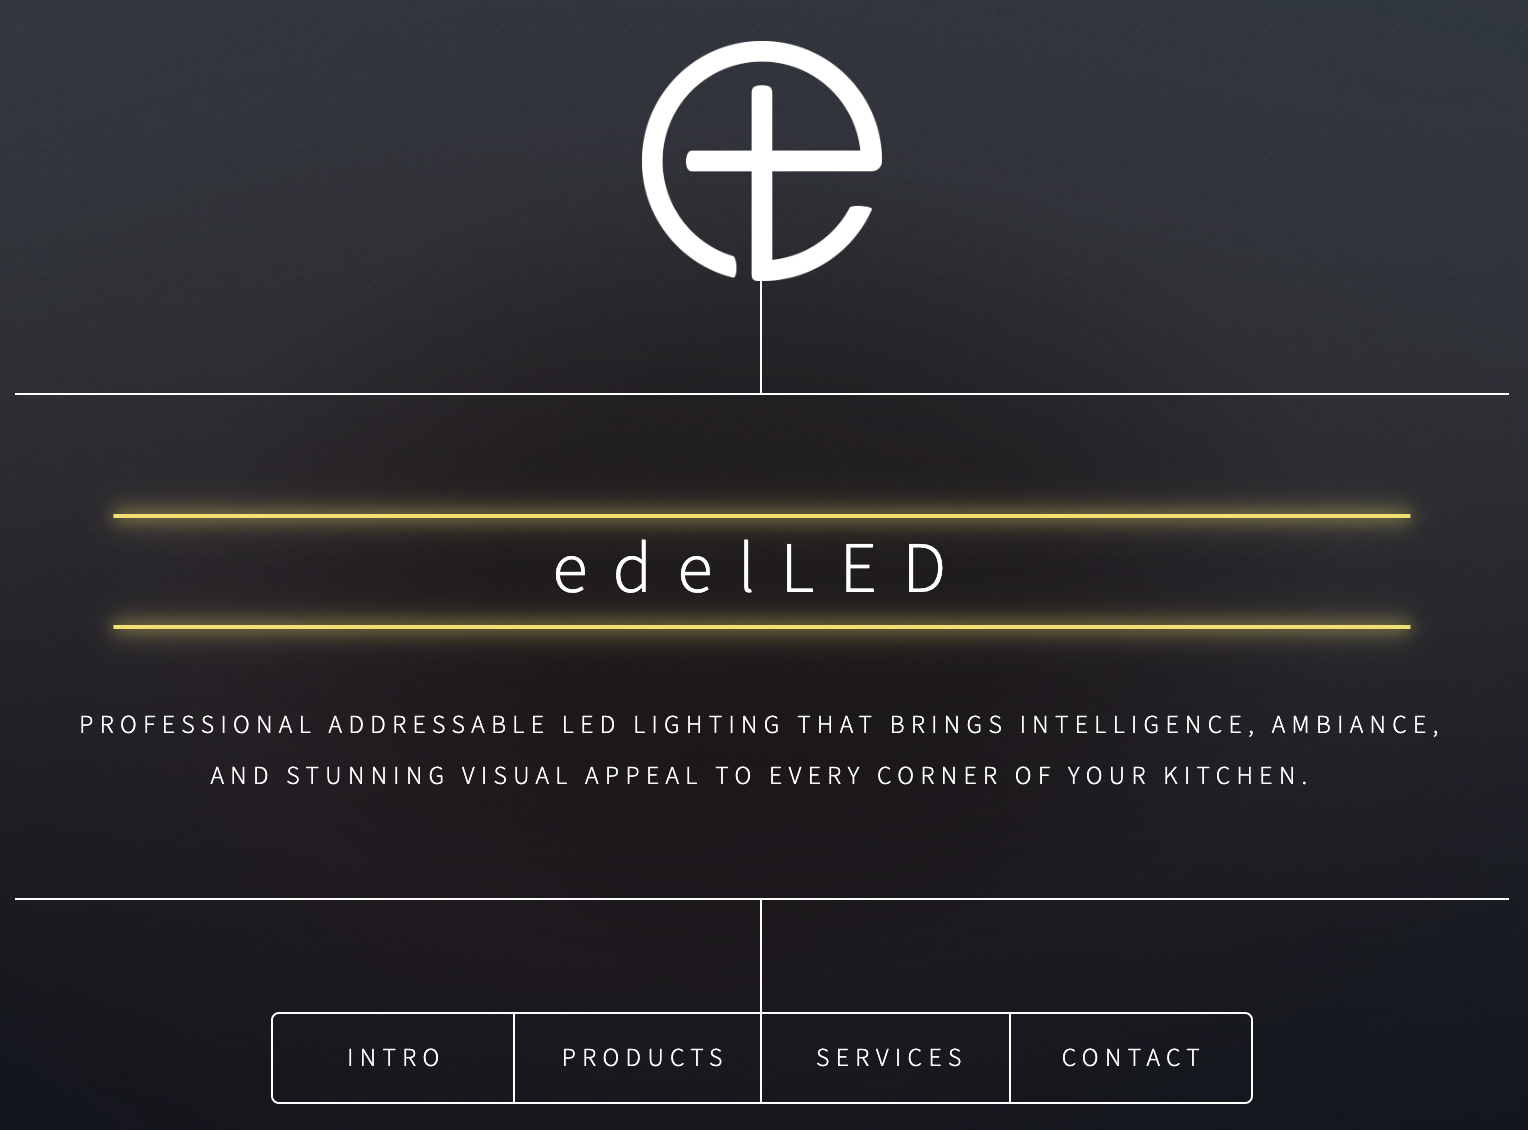 edelLED
PROFESSIONAL ADDRESSABLE LED LIGHTING THAT BRINGS INTELLIGENCE, AMBIANCE,
AND STUNNING VISUAL APPEAL TO EVERY CORNER OF YOUR KITCHEN.
INTRO
PRODUCTS
SERVICES
CONTACT